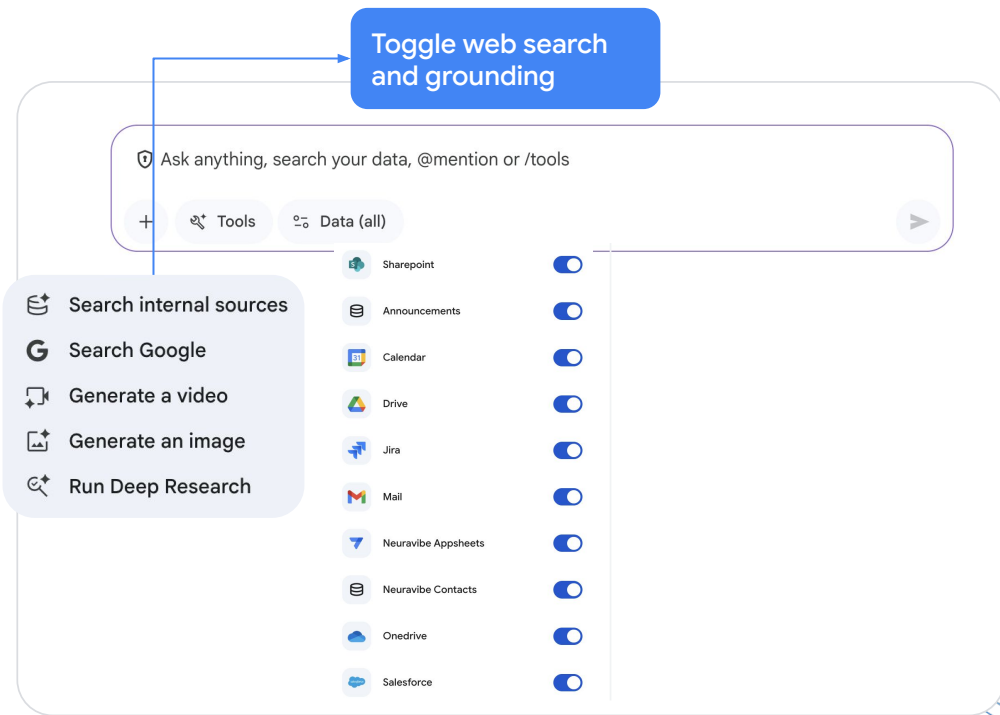 Toggle web search
and grounding
Ask anything, search your data, @mention or /tools
+ Tools Data (all)
Search internal sources
Search Google
Generate a video
Generate an image
Run Deep Research
Sharepoint
Announcements
31 Calendar
Drive
Jira
Mail
Neuravibe Appsheets
Neuravibe Contacts
Onedrive
Salesforce